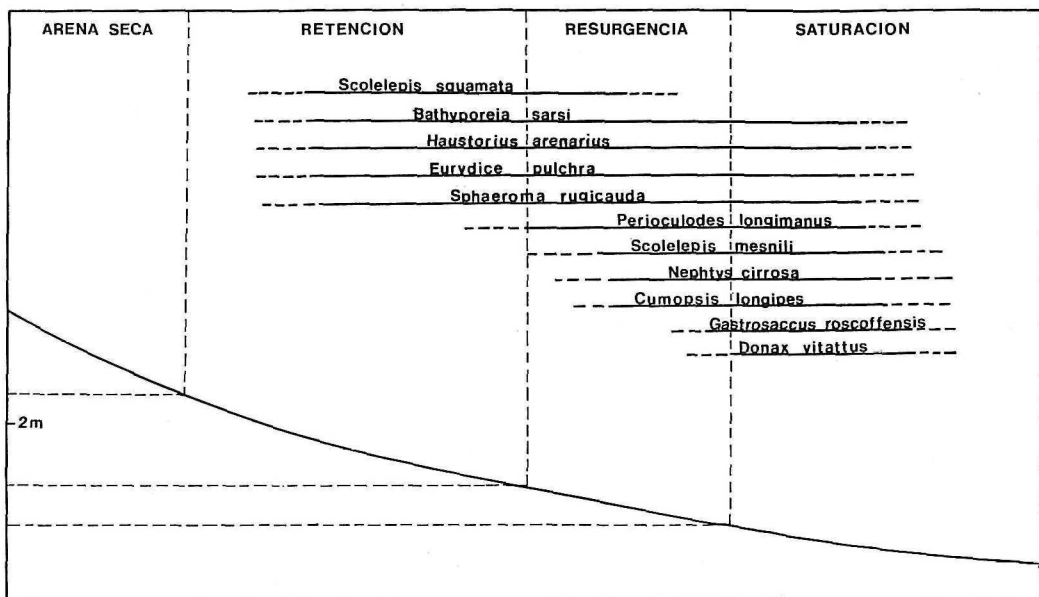 ARENA SECA RETENCION RESURGENCIA SATURACION
Scolelepis squamata
Bathyporeia sarsi
Haustorius arenarius
Eurydice pulchra
Sphaeroma rugicauda
Perioculodes longimanus
Scolelepis mesnili
Nephtys cirrosa
Cumopsis longipes
Gastrosaccus roscoffensis
Donax vitattus
2m